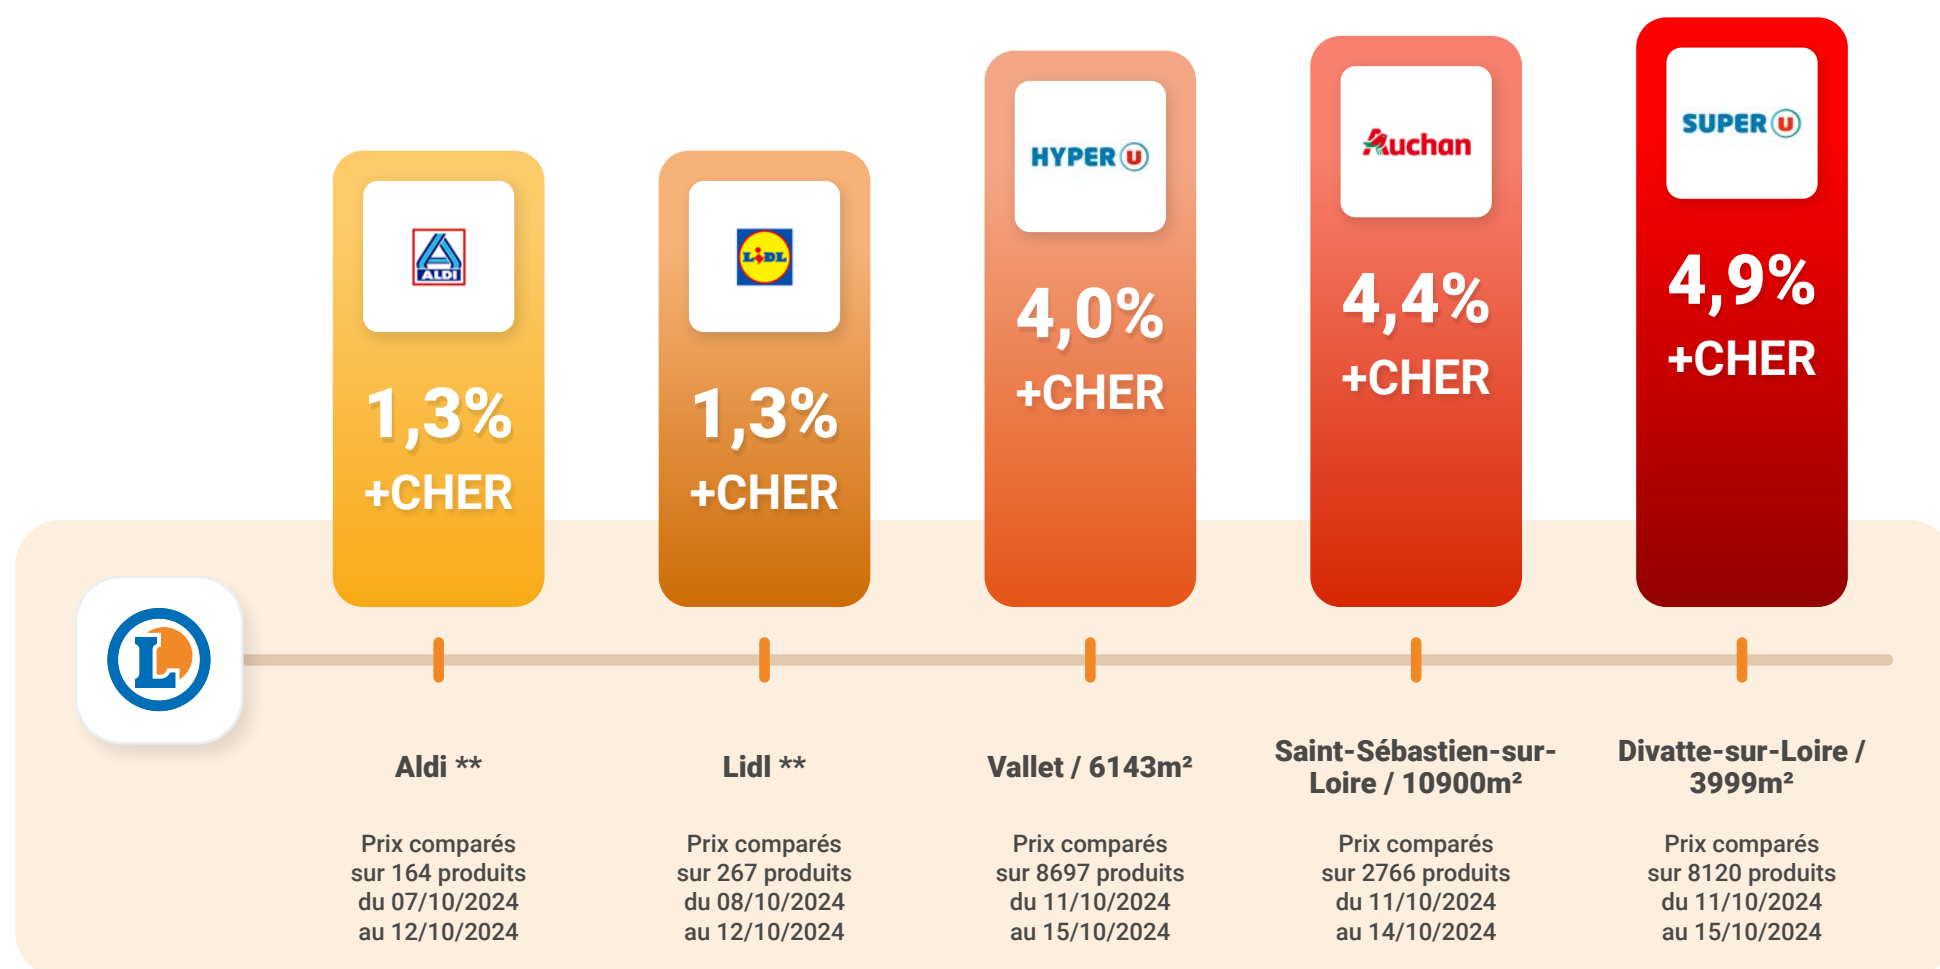 ALDI
1,3%
+CHER
LIDL
1,3%
+CHER
HYPER U
4,0%
+CHER
Auchan
4,4%
+CHER
SUPER U
4,9%
+CHER
L
Aldi **
Prix comparés
sur 164 produits
du 07/10/2024
au 12/10/2024
Lidl **
Prix comparés
sur 267 produits
du 08/10/2024
au 12/10/2024
Vallet / 6143m²
Prix comparés
sur 8697 produits
du 11/10/2024
au 15/10/2024
Saint-Sébastien-sur-
Loire / 10900m²
Prix comparés
sur 2766 produits
du 11/10/2024
au 14/10/2024
Divatte-sur-Loire /
3999m²
Prix comparés
sur 8120 produits
du 11/10/2024
au 15/10/2024